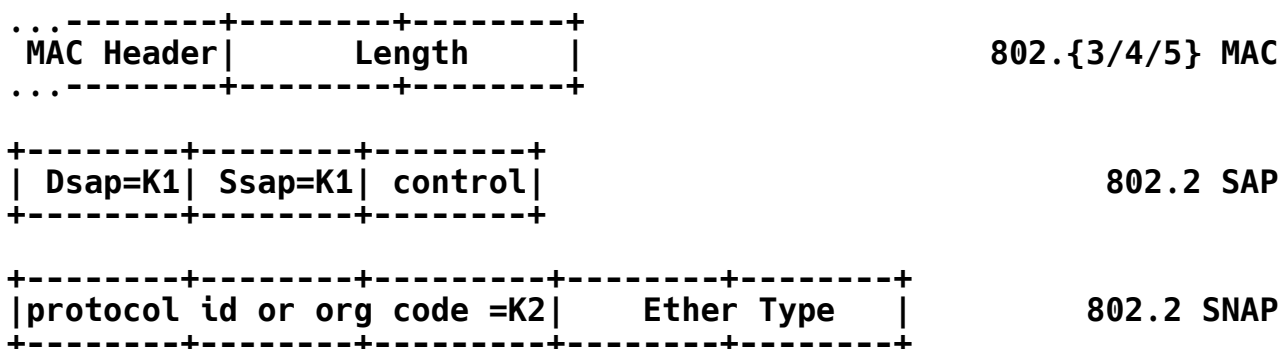 ...--------+--------+--------+
 MAC Header|      Length     |                      802.{3/4/5} MAC
...--------+--------+--------+
+--------+--------+--------+
| Dsap=K1| Ssap=K1| control|                              802.2 SAP
+--------+--------+--------+
+--------+--------+---------+--------+--------+
|protocol id or org code =K2|    Ether Type   |         802.2 SNAP
+--------+--------+---------+--------+--------+